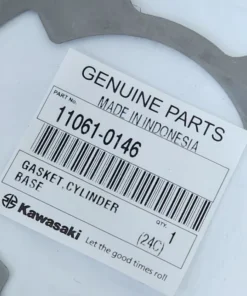 GENUINE PARTS
MADE IN INDONESIA
PART No.
11061-0146
GASKET,CYLINDER
BASE
QTY.
(24C) 1
Kawasaki
Let the good times roll.